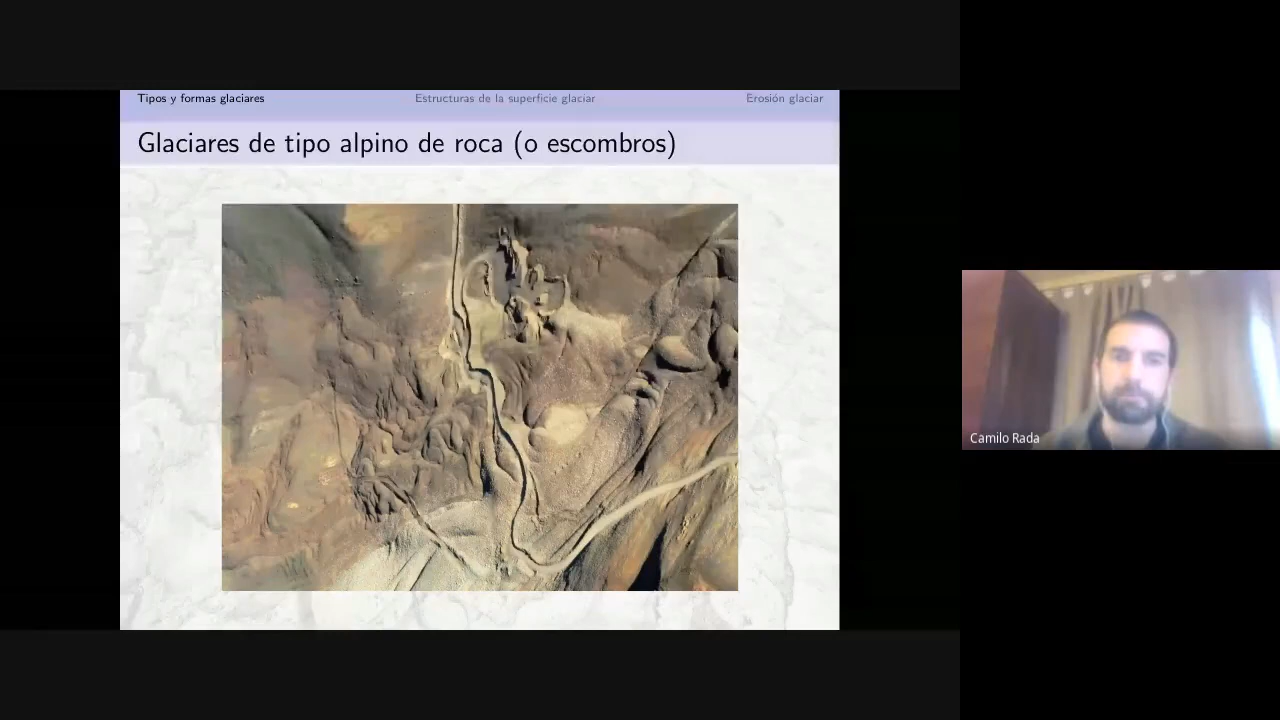 Tipos y formas glaciares
Estructuras de la superficie glaciar
Erosión glaciar
Glaciares de tipo alpino de roca (o escombros)
Camilo Rada